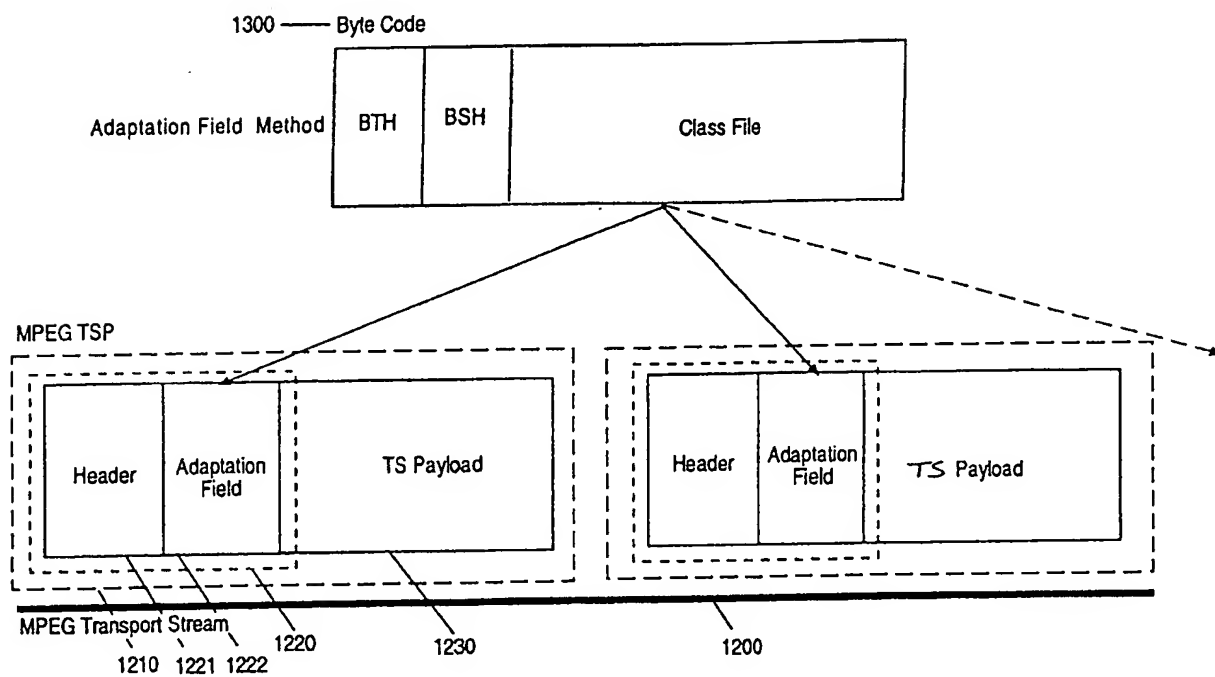 1300 Byte Code
Adaptation Field Method
BTH
BSH
Class File
MPEG TSP
Header
Adaptation
Field
TS Payload
Header
Adaptation
Field
TS Payload
MPEG Transport Stream
1210
1221
1222
1220
1230
1200